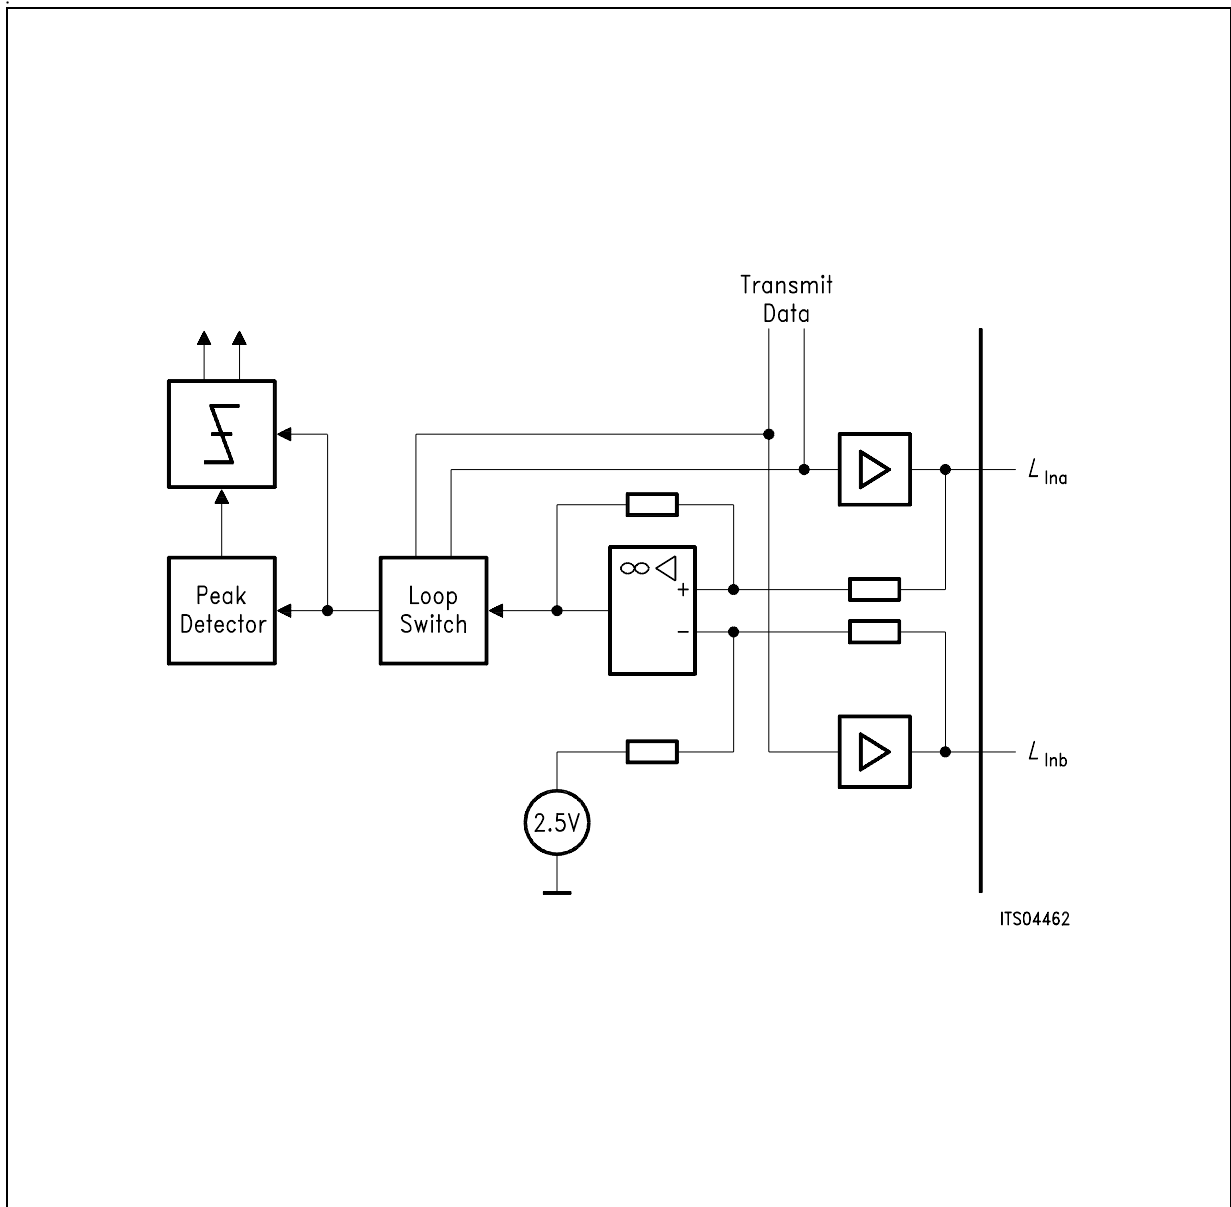 Transmit
Data
L Ina
∞
+
−
Peak
Detector
Loop
Switch
L Inb
2.5V
ITS04462